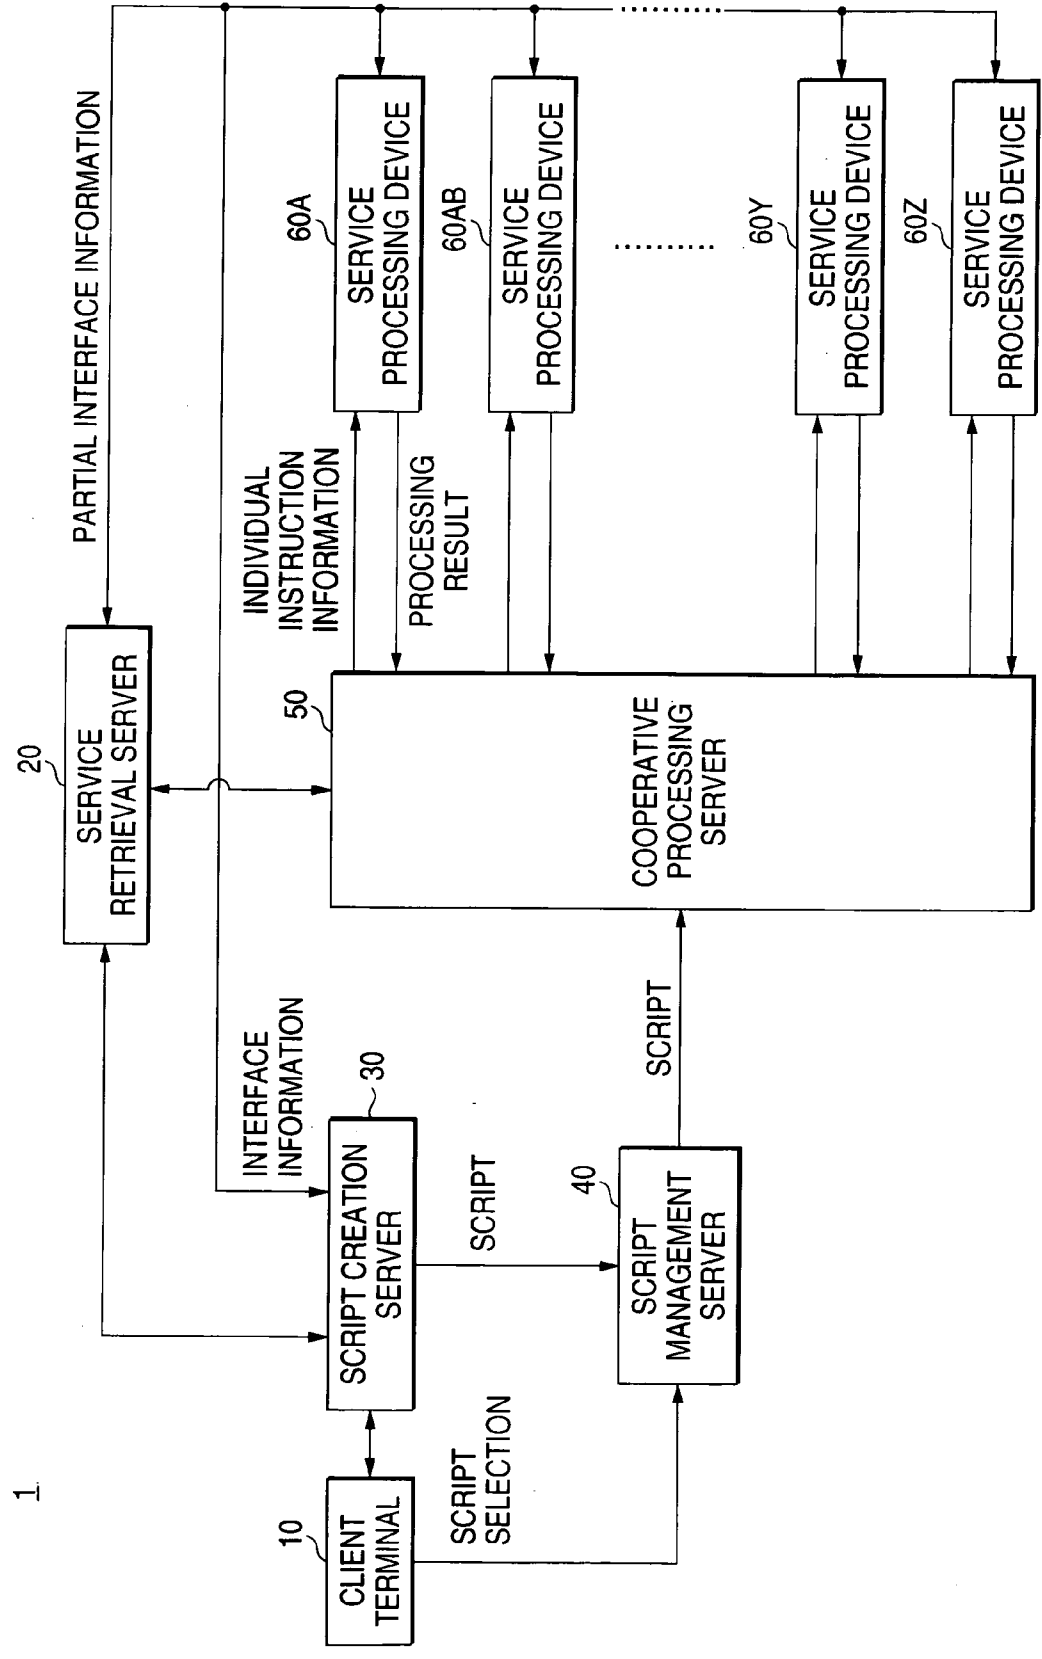 1
PARTIAL INTERFACE INFORMATION
20
SERVICE
RETRIEVAL SERVER
INTERFACE
INFORMATION
10
CLIENT
TERMINAL
30
SCRIPT CREATION
SERVER
SCRIPT
SELECTION
SCRIPT
40
SCRIPT
MANAGEMENT
SERVER
SCRIPT
50
COOPERATIVE
PROCESSING
SERVER
INDIVIDUAL
INSTRUCTION
INFORMATION
PROCESSING
RESULT
60A
SERVICE
PROCESSING DEVICE
60AB
SERVICE
PROCESSING DEVICE
60Y
SERVICE
PROCESSING DEVICE
60Z
SERVICE
PROCESSING DEVICE